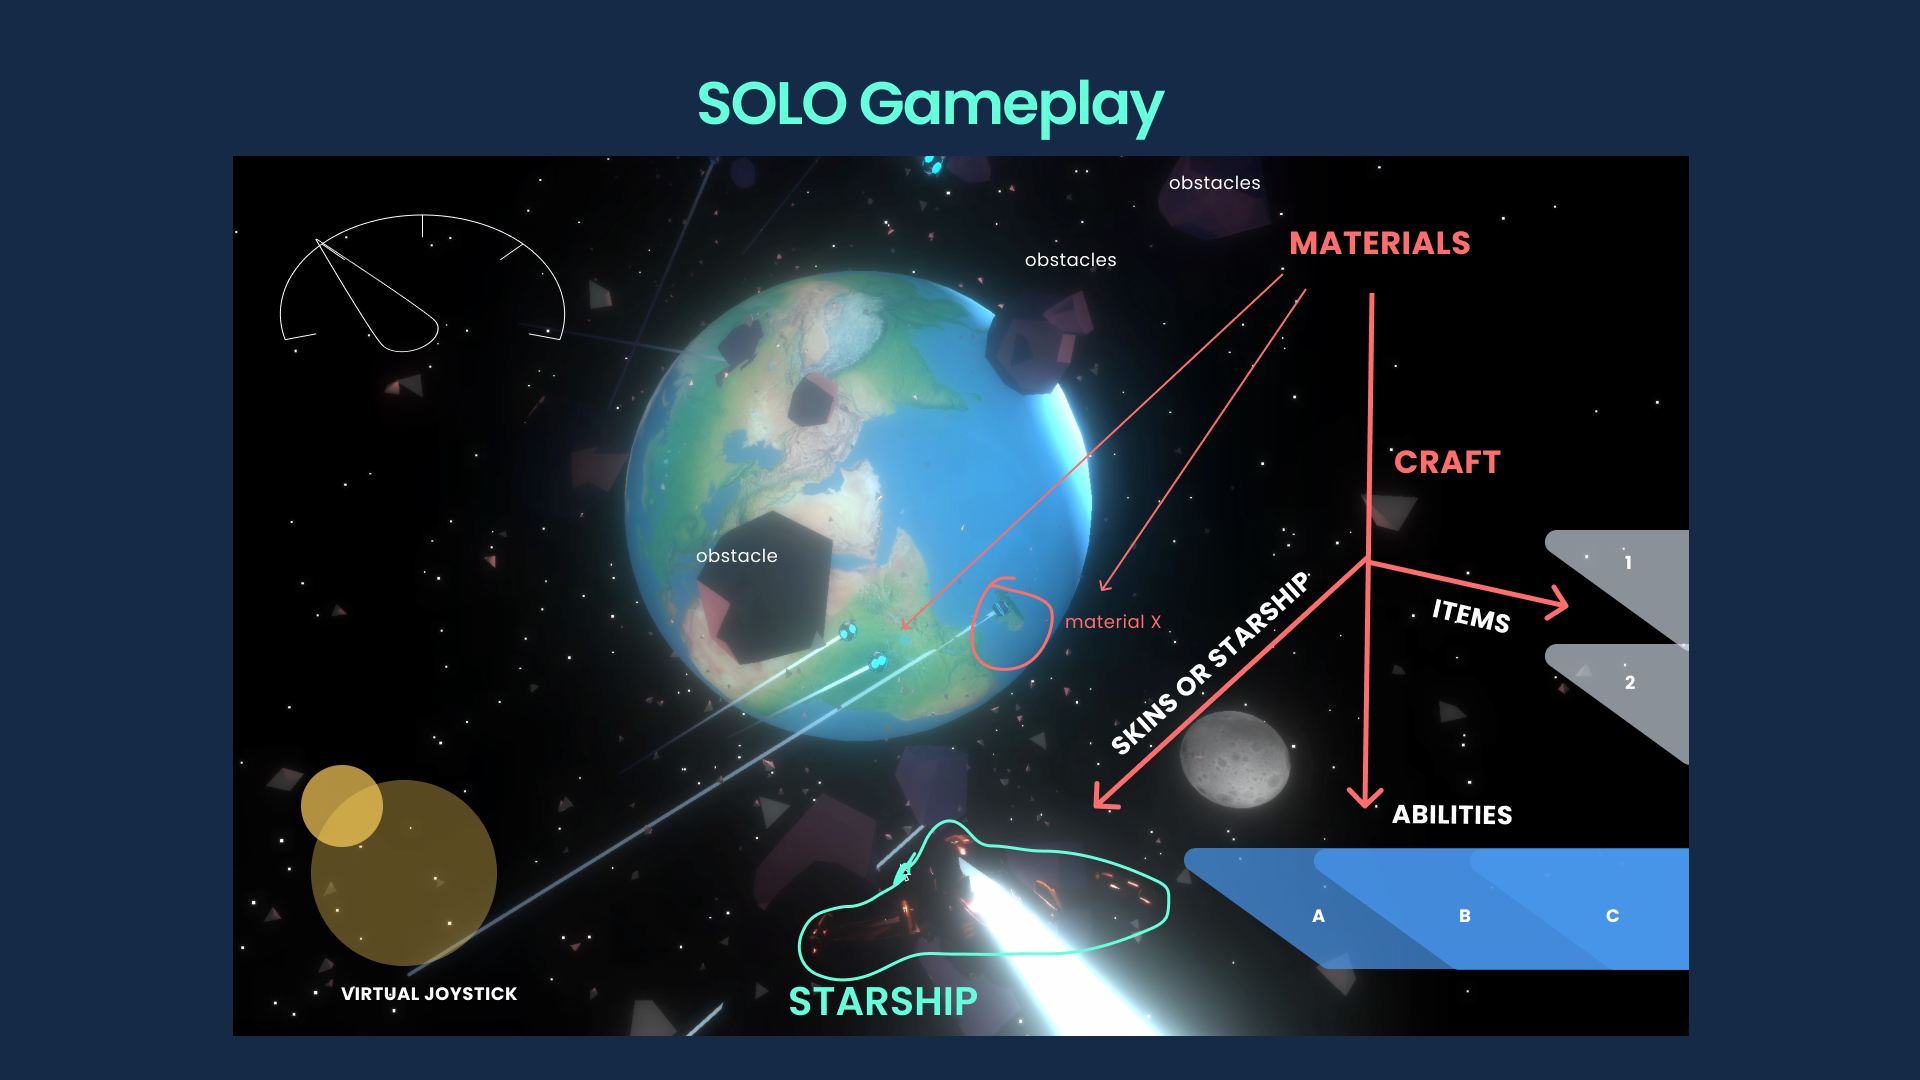 SOLO Gameplay
obstacles
MATERIALS
obstacles
CRAFT
obstacle
1
ITEMS
material X
SKINS OR STARSHIP
2
ABILITIES
A
B
C
VIRTUAL JOYSTICK
STARSHIP